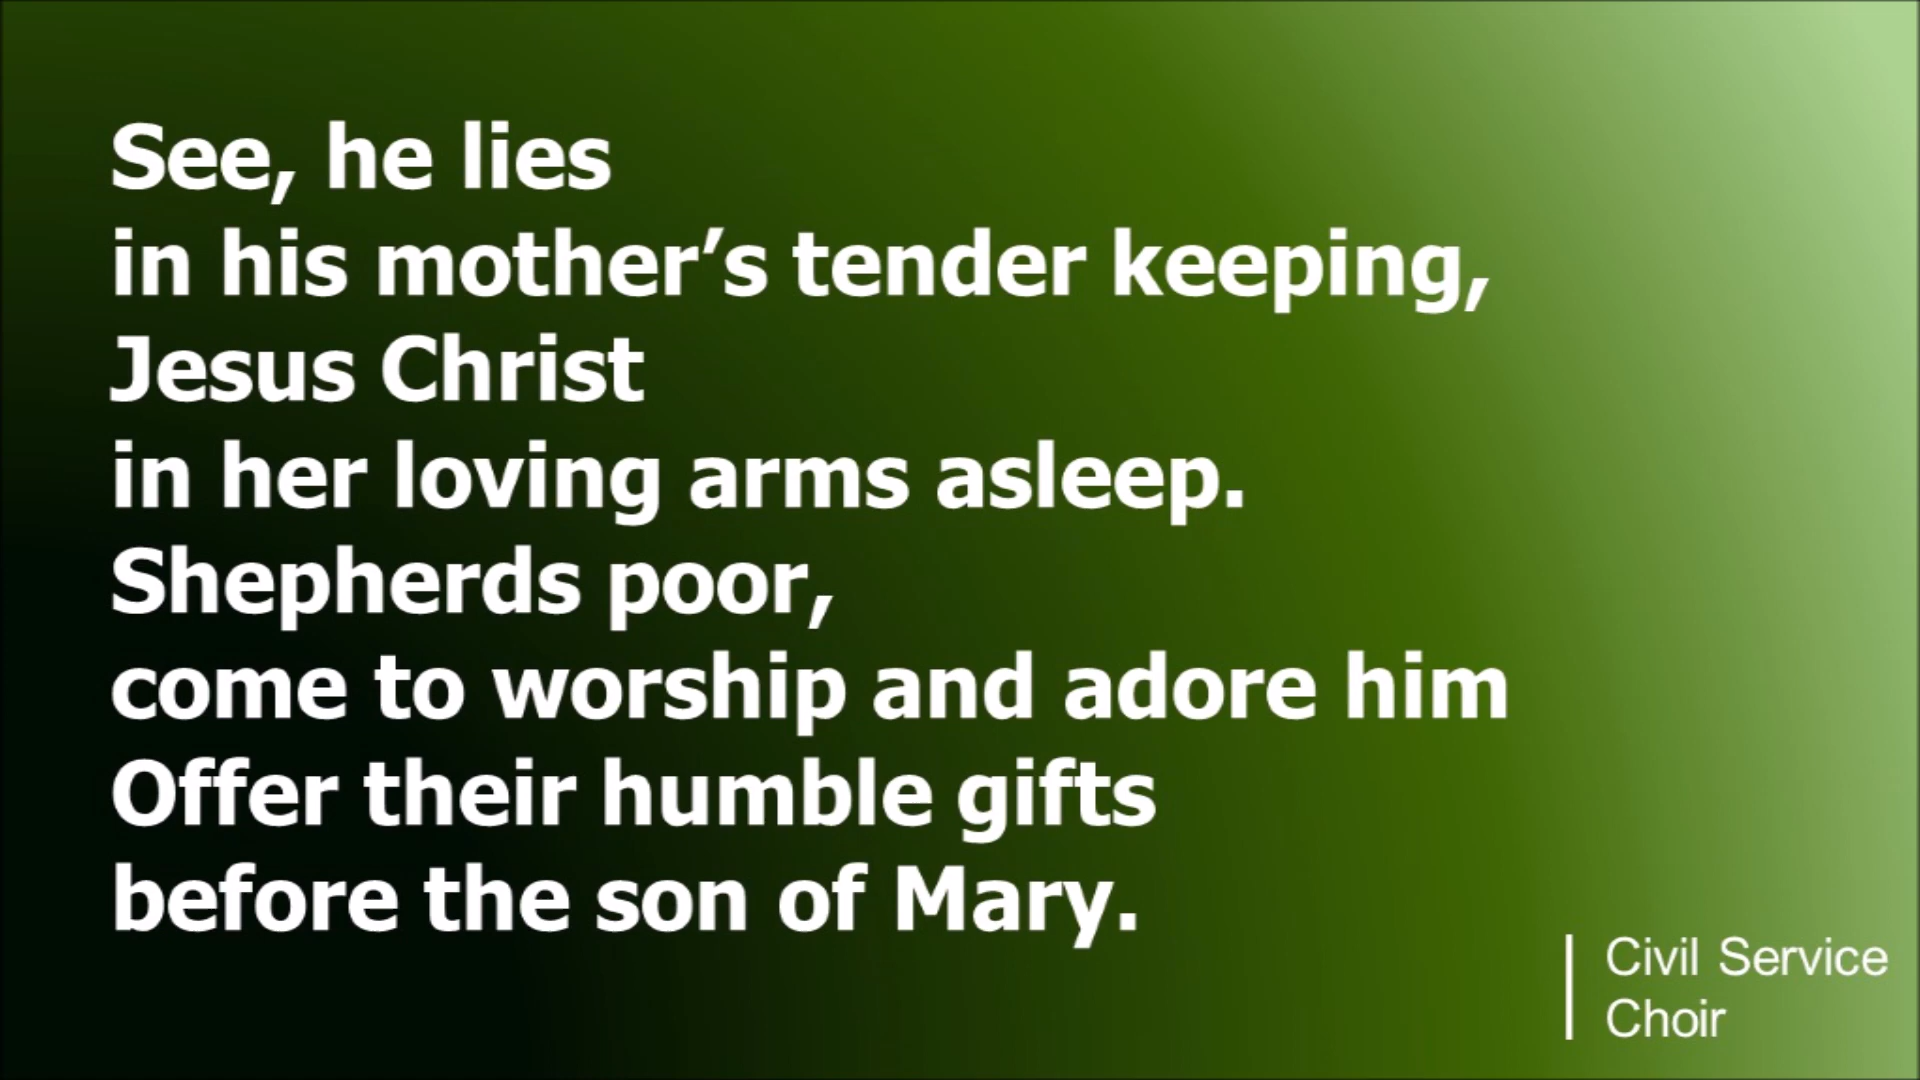 See, he lies
in his mother’s tender keeping,
Jesus Christ
in her loving arms asleep.
Shepherds poor,
come to worship and adore him
Offer their humble gifts
before the son of Mary.
Civil Service
Choir